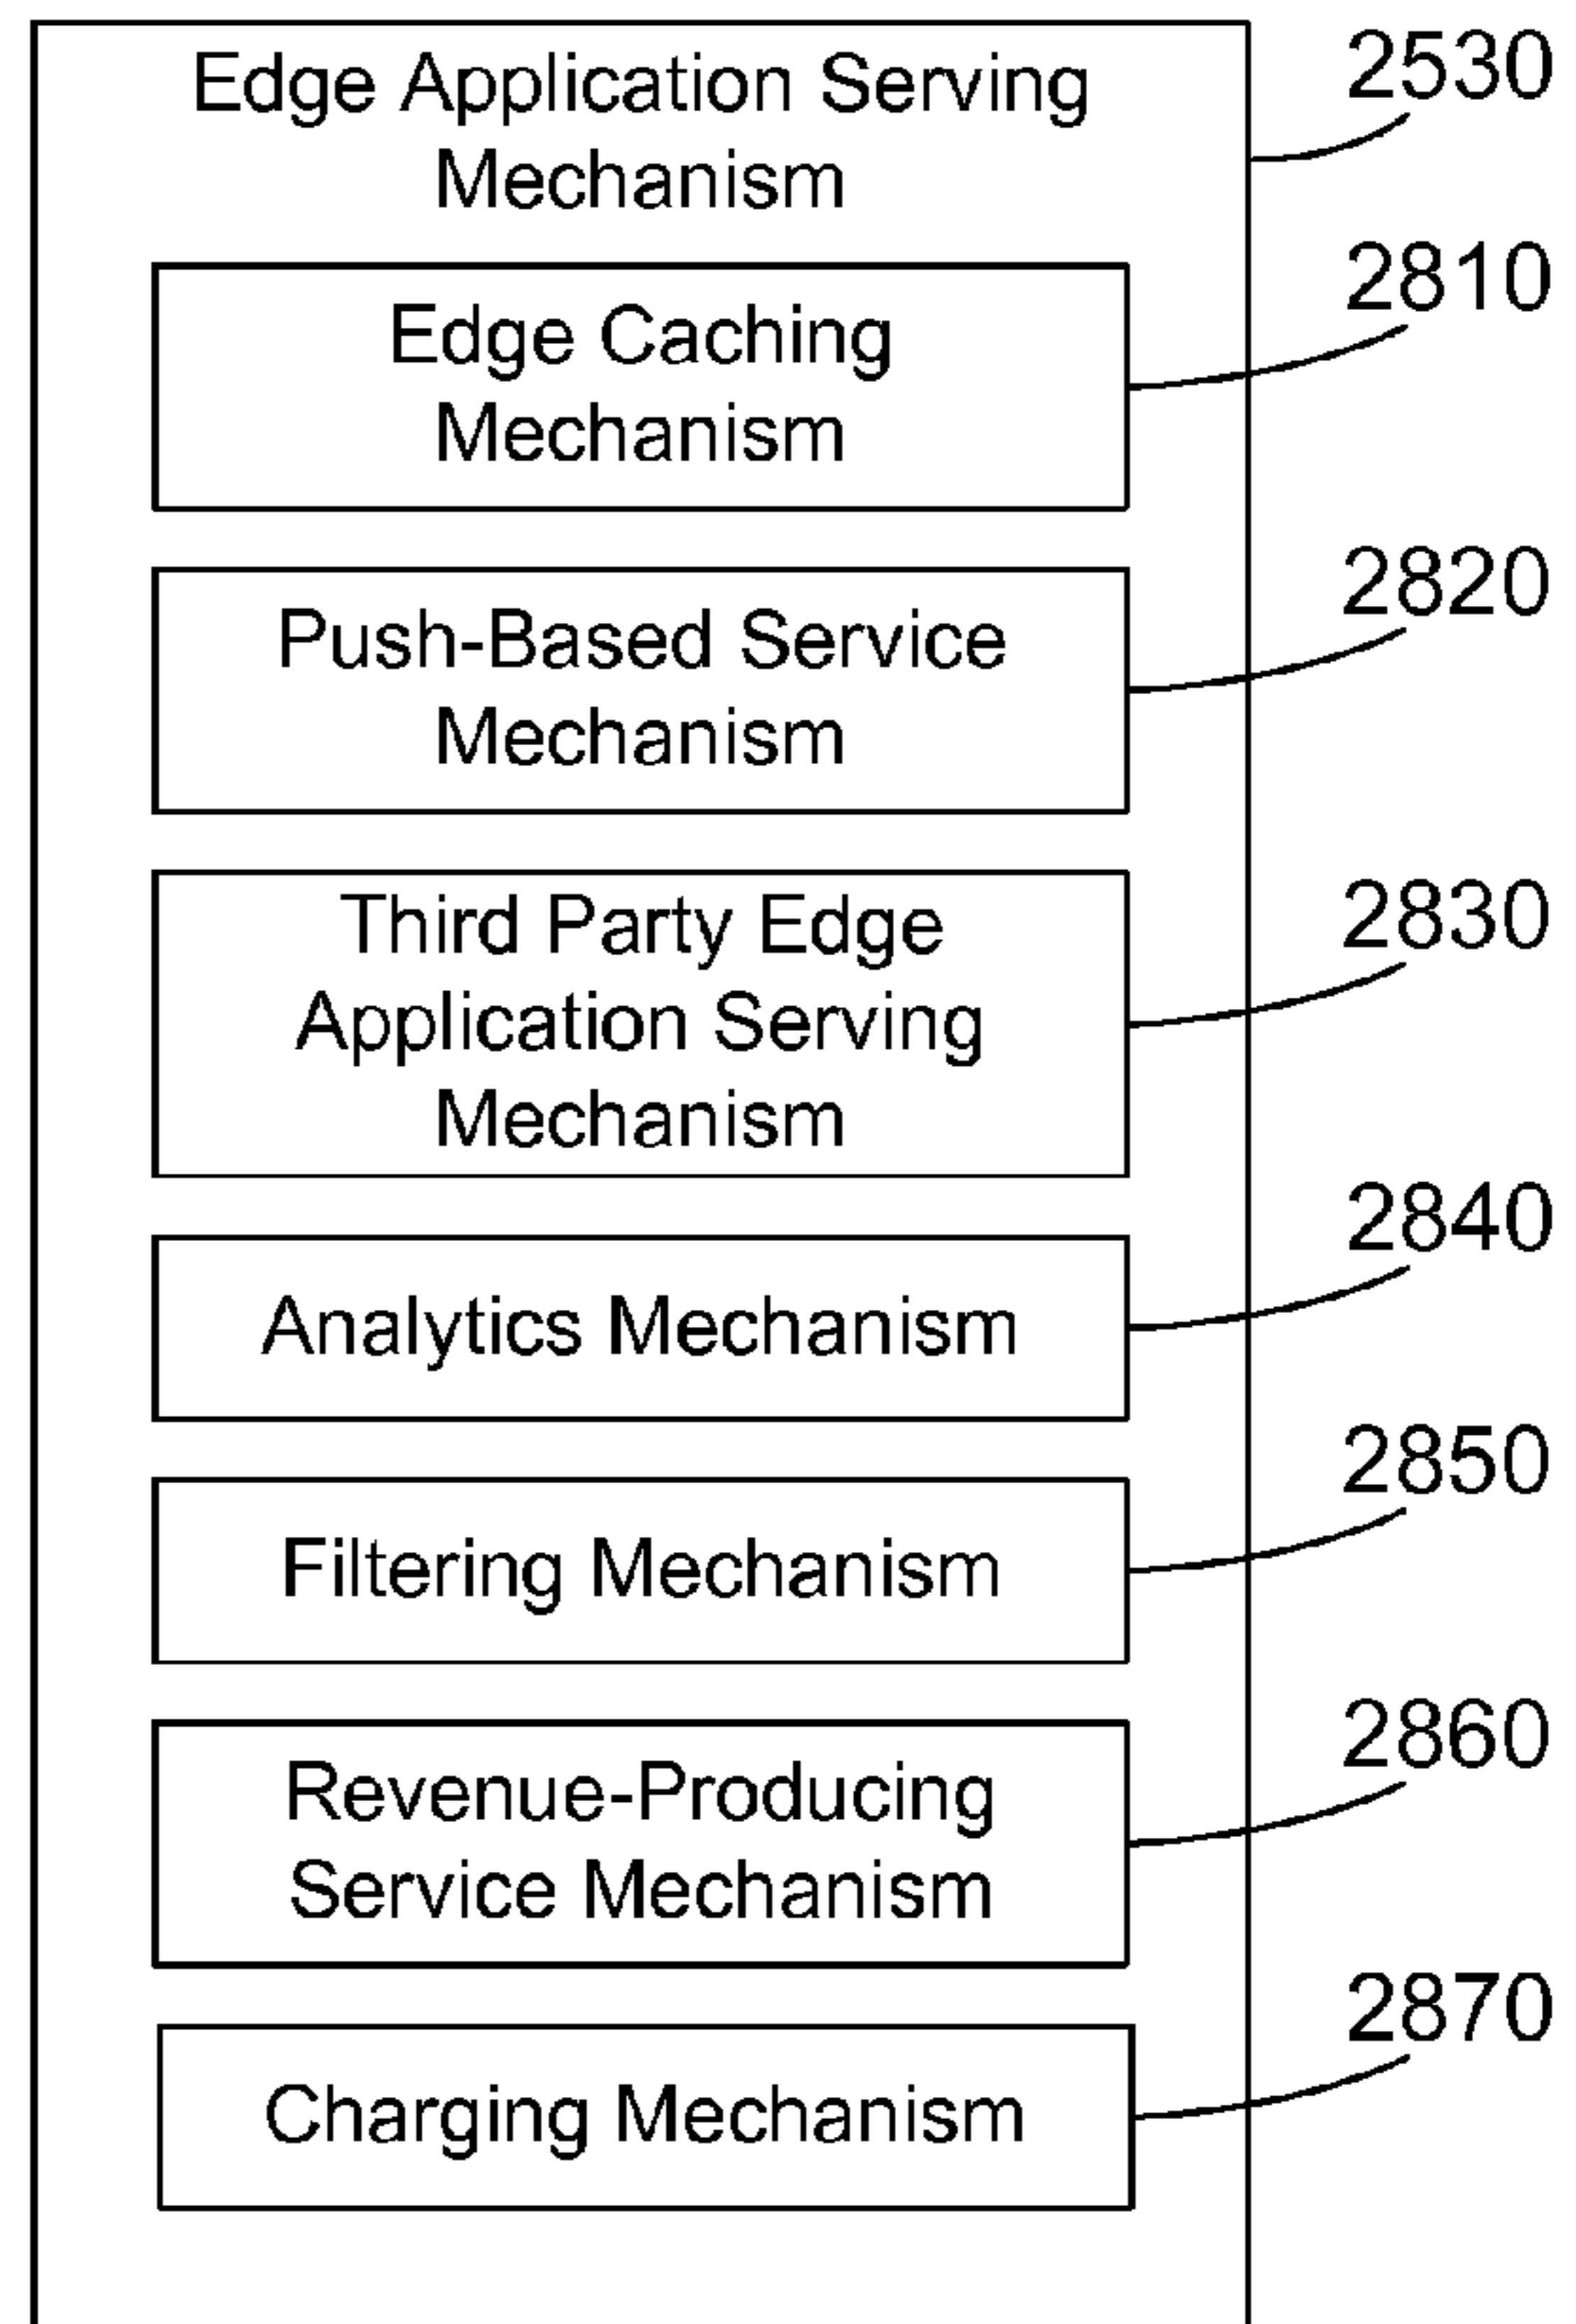 Edge Application Serving
Mechanism
2530
Edge Caching
Mechanism
2810
Push-Based Service
Mechanism
2820
Third Party Edge
Application Serving
Mechanism
2830
Analytics Mechanism
2840
Filtering Mechanism
2850
Revenue-Producing
Service Mechanism
2860
Charging Mechanism
2870